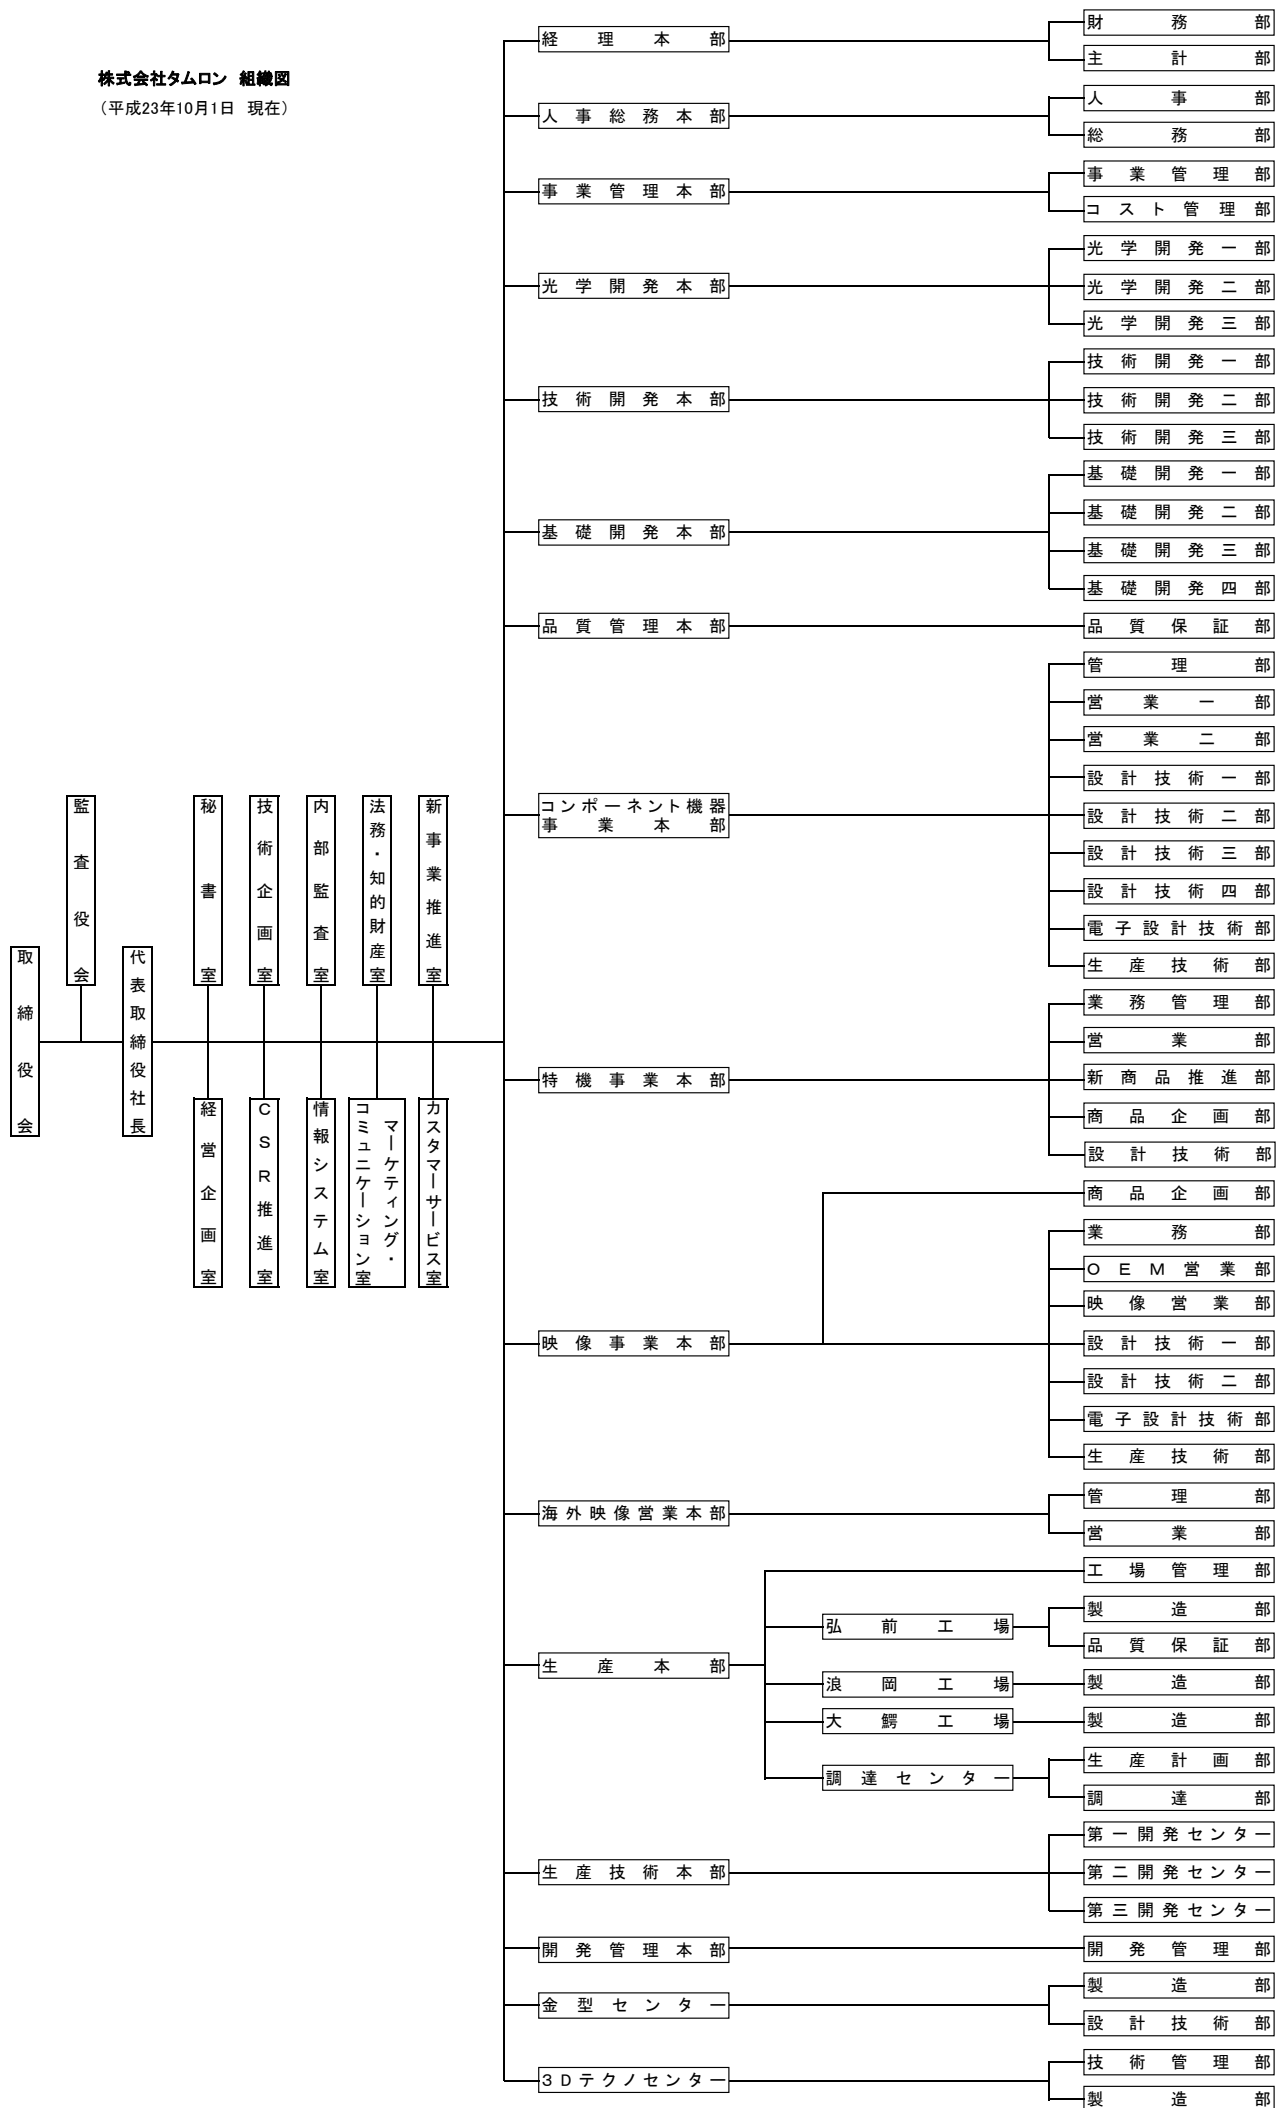 株式会社タムロン 組織図
（平成23年10月1日 現在）
取締役会
監査役会
代表取締役社長
秘書室
技術企画室
内部監査室
法務・知的財産室
新事業推進室
経営企画室
CSR推進室
情報システム室
マーケティング・
コミュニケーション室
カスタマーサービス室
経理本部
財務部
主計部
人事総務本部
人事部
総務部
事業管理本部
事業管理部
コスト管理部
光学開発本部
光学開発一部
光学開発二部
光学開発三部
技術開発本部
技術開発一部
技術開発二部
技術開発三部
基礎開発本部
基礎開発一部
基礎開発二部
基礎開発三部
基礎開発四部
品質管理本部
品質保証部
コンポーネント機器
事業本部
管理部
営業一部
営業二部
設計技術一部
設計技術二部
設計技術三部
設計技術四部
電子設計技術部
生産技術部
特機事業本部
業務管理部
営業部
新商品推進部
商品企画部
設計技術部
映像事業本部
商品企画部
業務部
OEM営業部
映像営業部
設計技術一部
設計技術二部
電子設計技術部
生産技術部
海外映像営業本部
管理部
営業部
生産本部
工場管理部
弘前工場
製造部
品質保証部
浪岡工場
製造部
大鰐工場
製造部
調達センター
生産計画部
調達部
生産技術本部
第一開発センター
第二開発センター
第三開発センター
開発管理本部
開発管理部
金型センター
製造部
設計技術部
3Dテクノセンター
技術管理部
製造部